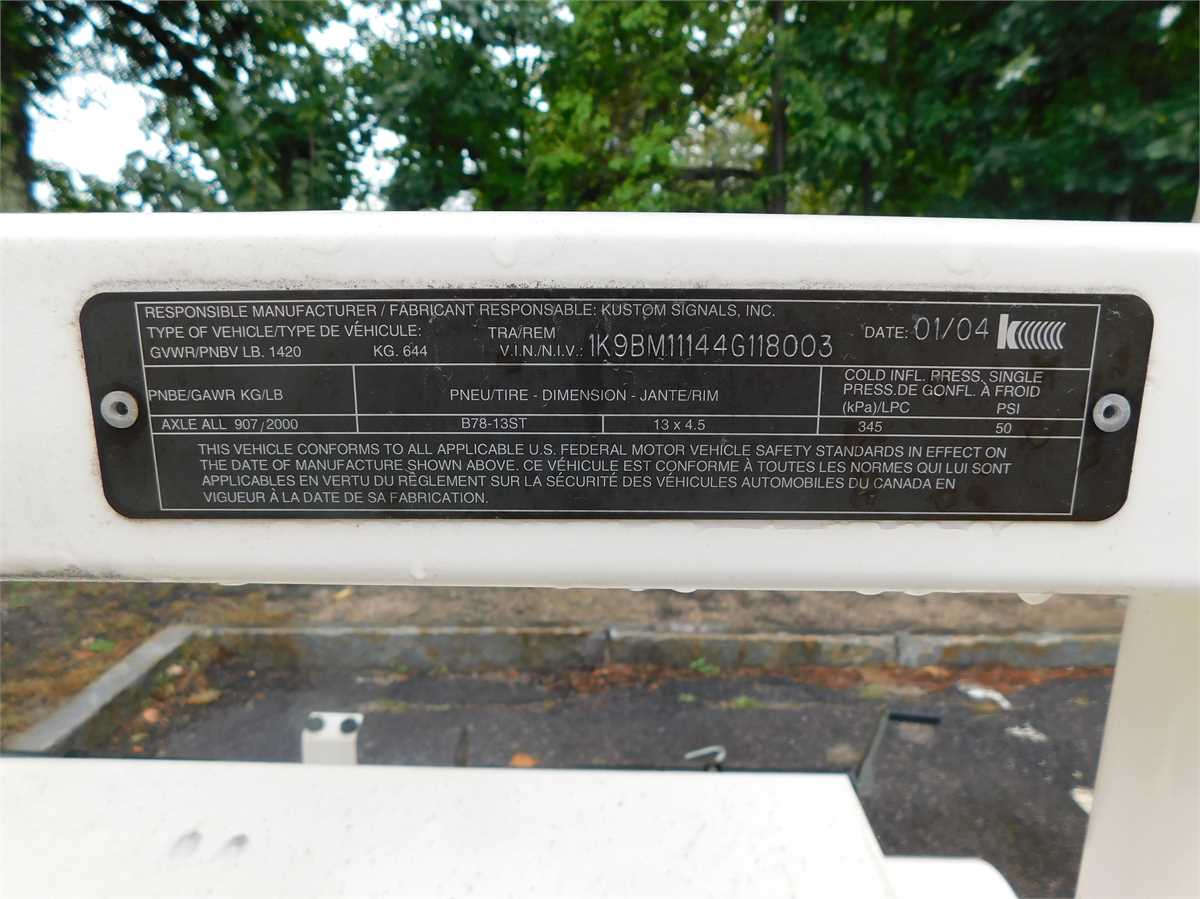 RESPONSIBLE MANUFACTURER / FABRICANT RESPONSABLE: KUSTOM SIGNALS, INC.
TYPE OF VEHICLE/TYPE DE VÉHICULE: TRA/REM DATE: 01/04
GVWR/PNBV LB. 1420 KG. 644 V.I.N./N.I.V.: 1K9BM11144G118003
PNBE/GAWR KG/LB PNEU/TIRE - DIMENSION - JANTE/RIM COLD INFL. PRESS. SINGLE
PRESS.DE GONFL. À FROID
(kPa)/LPC PSI
AXLE ALL 907/2000 B78-13ST 13 x 4.5 345 50
THIS VEHICLE CONFORMS TO ALL APPLICABLE U.S. FEDERAL MOTOR VEHICLE SAFETY STANDARDS IN EFFECT ON
THE DATE OF MANUFACTURE SHOWN ABOVE. CE VÉHICULE EST CONFORME À TOUTES LES NORMES QUI LUI SONT
APPLICABLES EN VERTU DU RÈGLEMENT SUR LA SÉCURITÉ DES VÉHICULES AUTOMOBILES DU CANADA EN
VIGUEUR À LA DATE DE SA FABRICATION.